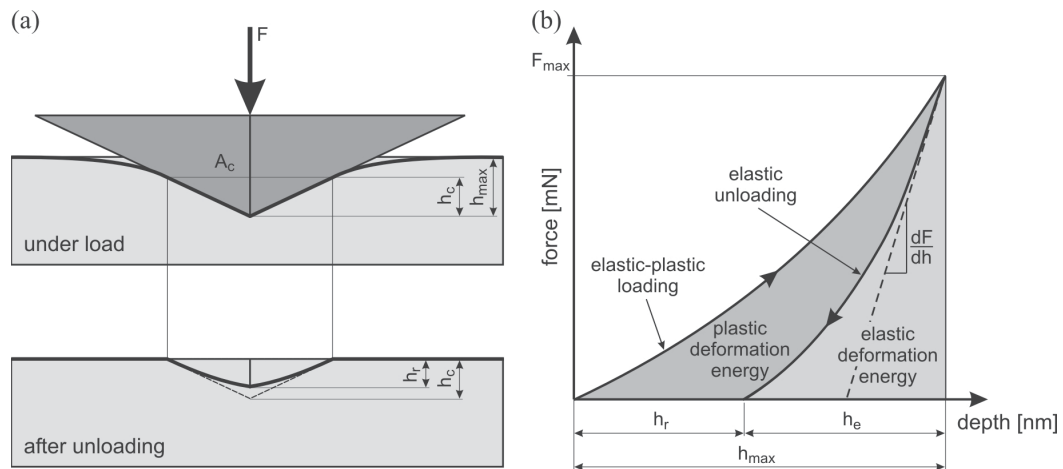 (a)
F
A_c
h_c
h_max
under load
h_r
h_c
after unloading
(b)
F_max
force [mN]
elastic
unloading
dF
dh
elastic-plastic
loading
plastic
deformation
energy
elastic
deformation
energy
h_r
h_e
depth [nm]
h_max